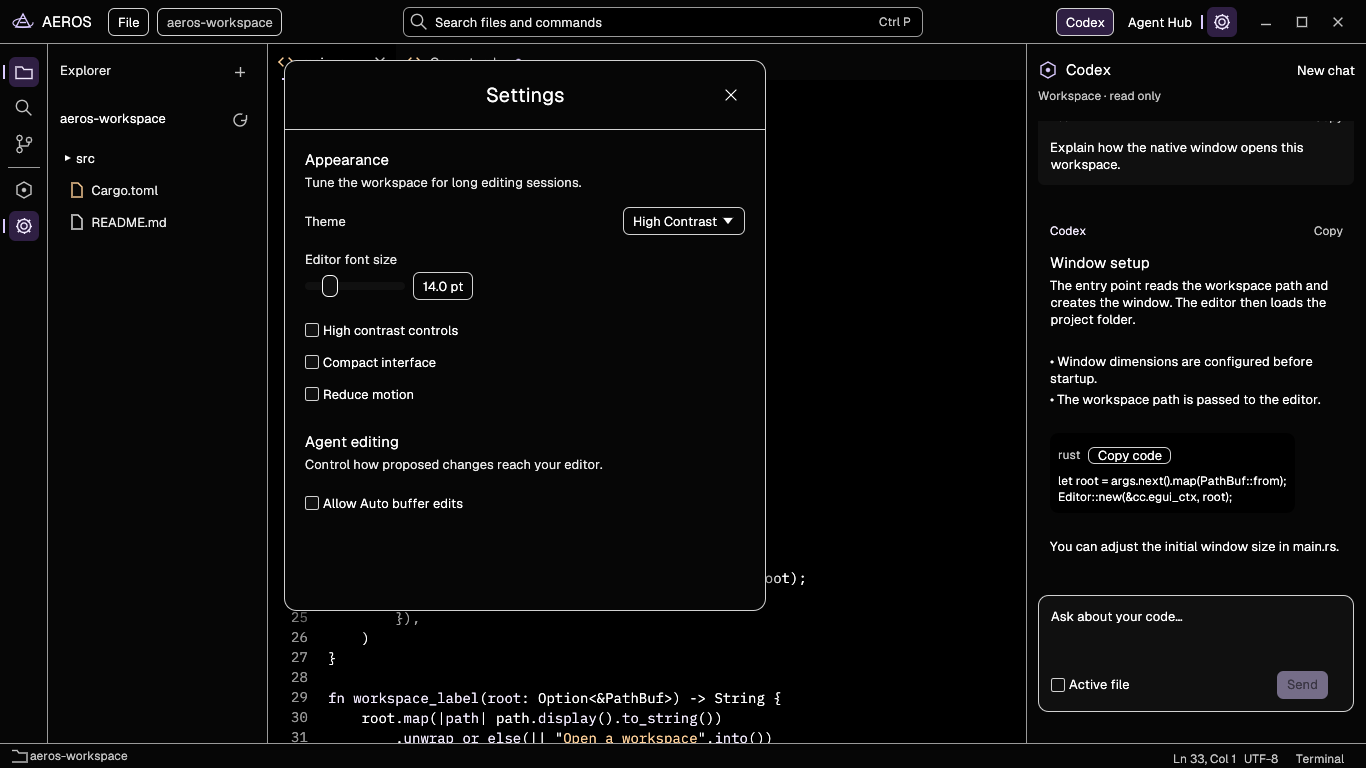 AEROS
File
aeros-workspace
Search files and commands
Ctrl P
Codex
Agent Hub
Explorer
+
aeros-workspace
src
Cargo.toml
README.md
Settings
Appearance
Tune the workspace for long editing sessions.
Theme
High Contrast
Editor font size
14.0 pt
High contrast controls
Compact interface
Reduce motion
Agent editing
Control how proposed changes reach your editor.
Allow Auto buffer edits
oot);
25 }),
26 )
27 }
28
29 fn workspace_label(root: Option<&PathBuf>) -> String {
30 root.map(|path| path.display().to_string())
31 .unwrap_or_else(|| "Open a workspace".into())
Codex
New chat
Workspace · read only
Explain how the native window opens this
workspace.
Codex
Copy
Window setup
The entry point reads the workspace path and
creates the window. The editor then loads the
project folder.
• Window dimensions are configured before
startup.
• The workspace path is passed to the editor.
rust
Copy code
let root = args.next().map(PathBuf::from);
Editor::new(&cc.egui_ctx, root);
You can adjust the initial window size in main.rs.
Ask about your code…
Active file
Send
aeros-workspace
Ln 33, Col 1
UTF-8
Terminal